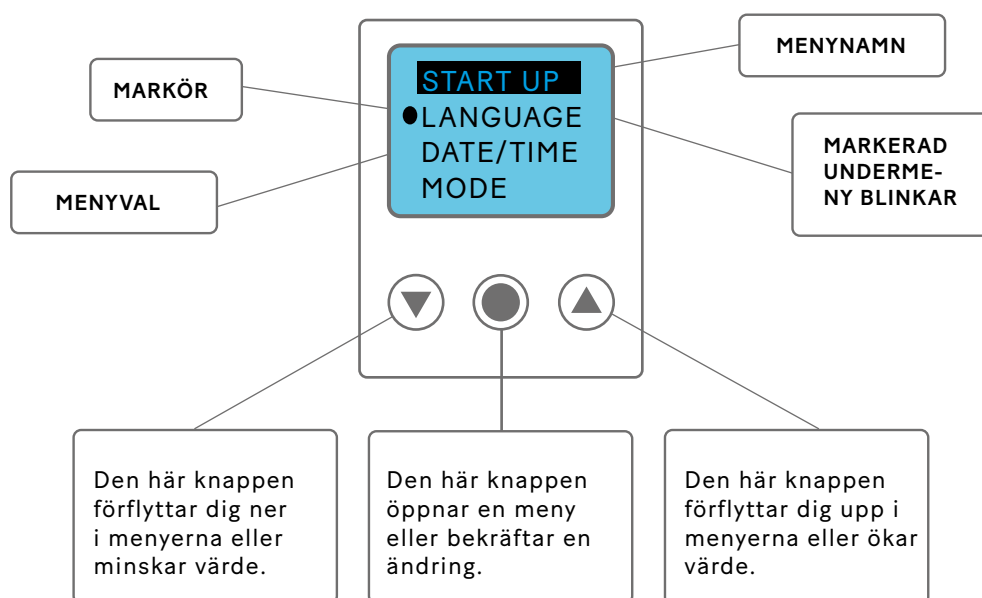 MENYNAMN
MARKÖR
MENYVAL
START UP
LANGUAGE
DATE/TIME
MODE
MARKERAD
UNDERME-
NY BLINKAR
Den här knappen
förflyttar dig ner
i menyerna eller
minskar värde.
Den här knappen
öppnar en meny
eller bekräftar en
ändring.
Den här knappen
förflyttar dig upp i
menyerna eller ökar
värde.